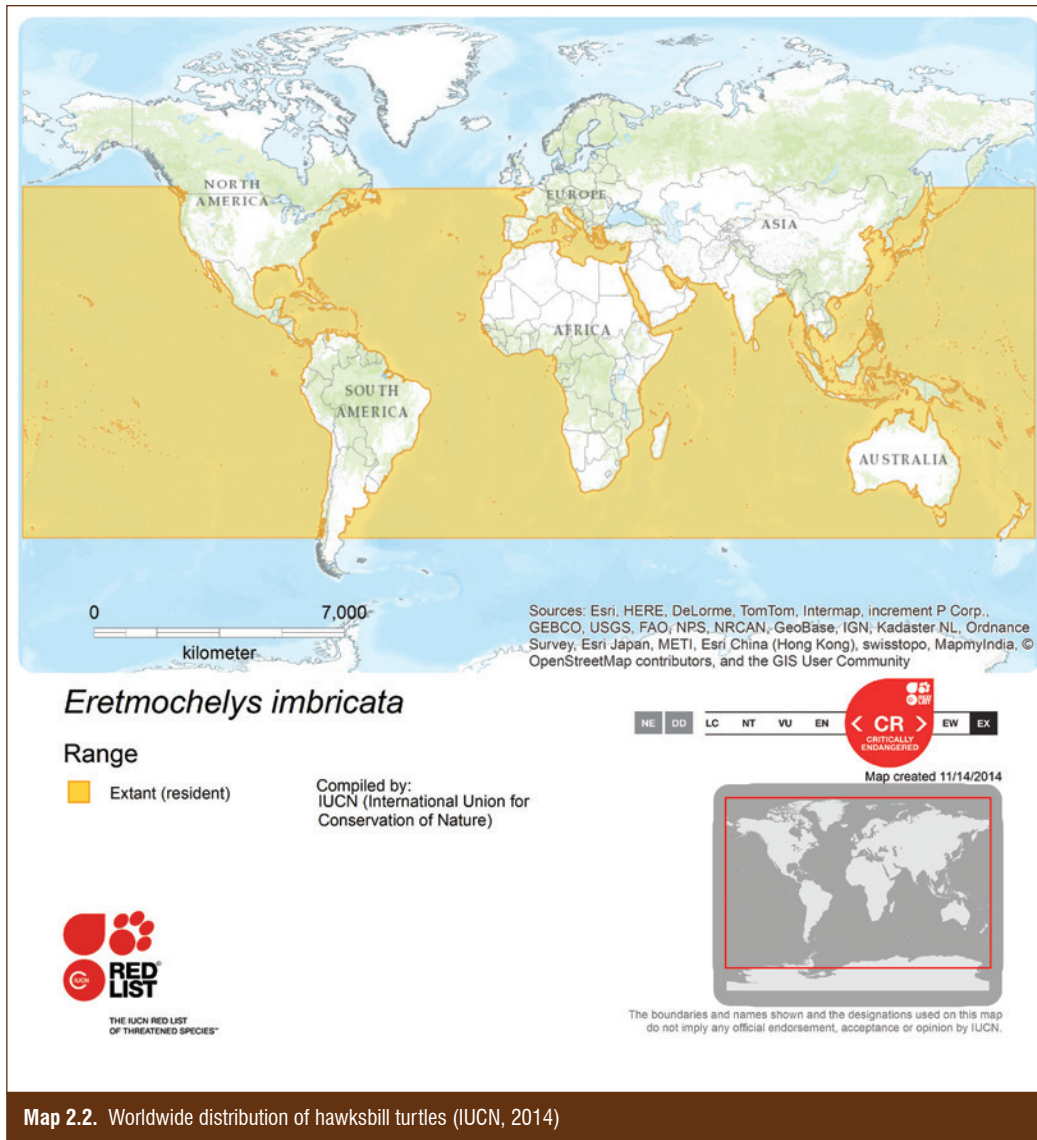 NORTH
AMERICA
EUROPE
ASIA
AFRICA
SOUTH
AMERICA
AUSTRALIA
0 7,000
kilometer
Sources: Esri, HERE, DeLorme, TomTom, Intermap, increment P Corp.,
GEBCO, USGS, FAO, NPS, NRCAN, GeoBase, IGN, Kadaster NL, Ordnance
Survey, Esri Japan, METI, Esri China (Hong Kong), swisstopo, MapmyIndia, ©
OpenStreetMap contributors, and the GIS User Community
Eretmochelys imbricata
Range
Extant (resident)
Compiled by:
IUCN (International Union for
Conservation of Nature)
NE DD LC NT VU EN < CR > EW EX
CRITICALLY
ENDANGERED
RED
LIST
Map created 11/14/2014
IUCN
RED
LIST
THE IUCN RED LIST
OF THREATENED SPECIES™
The boundaries and names shown and the designations used on this map
do not imply any official endorsement, acceptance or opinion by IUCN.
Map 2.2. Worldwide distribution of hawksbill turtles (IUCN, 2014)